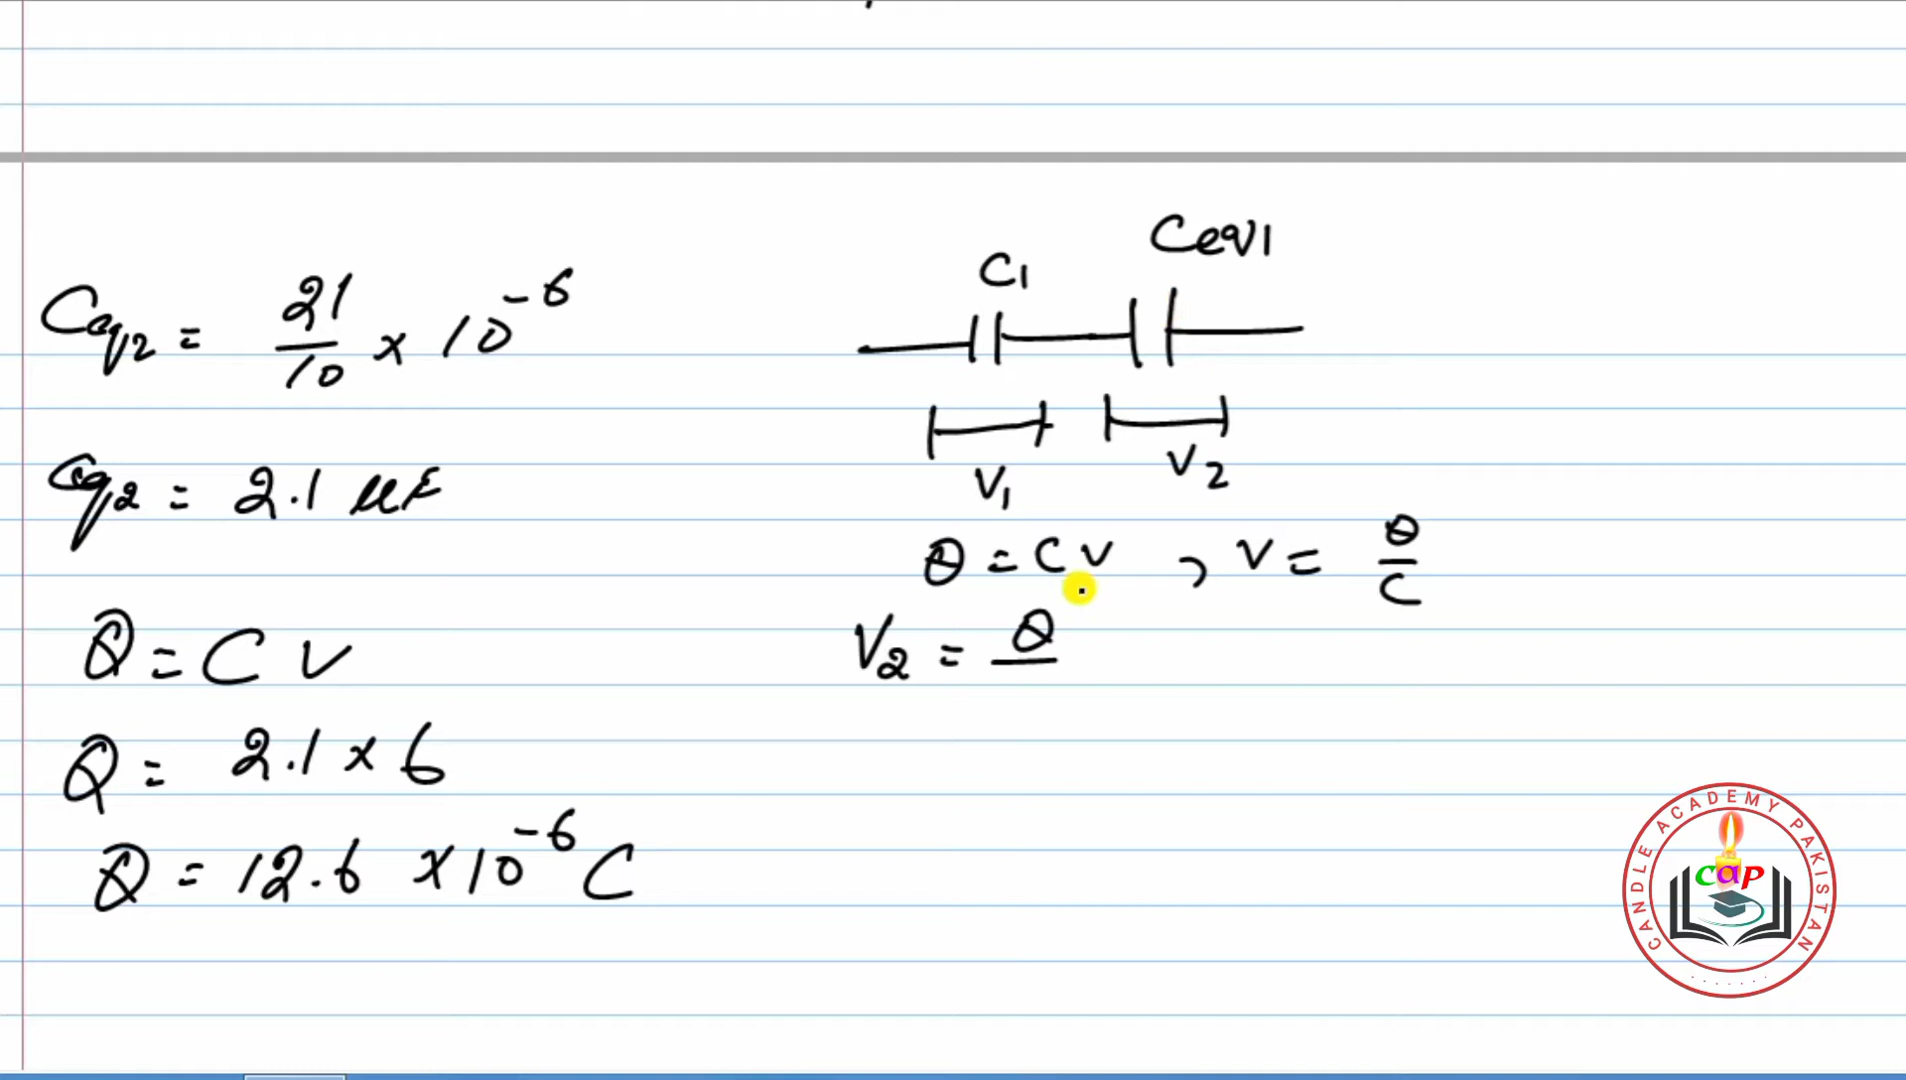 Ceq2 = 21/10 × 10^-6
Ceq2 = 2.1 μF
Q = C V
Q = 2.1 × 6
Q = 12.6 × 10^-6 C
C1 Ceq1
V1 V2
Q = C V , V = Q/C
V2 = Q
CANDLE ACADEMY PAKISTAN
CAP